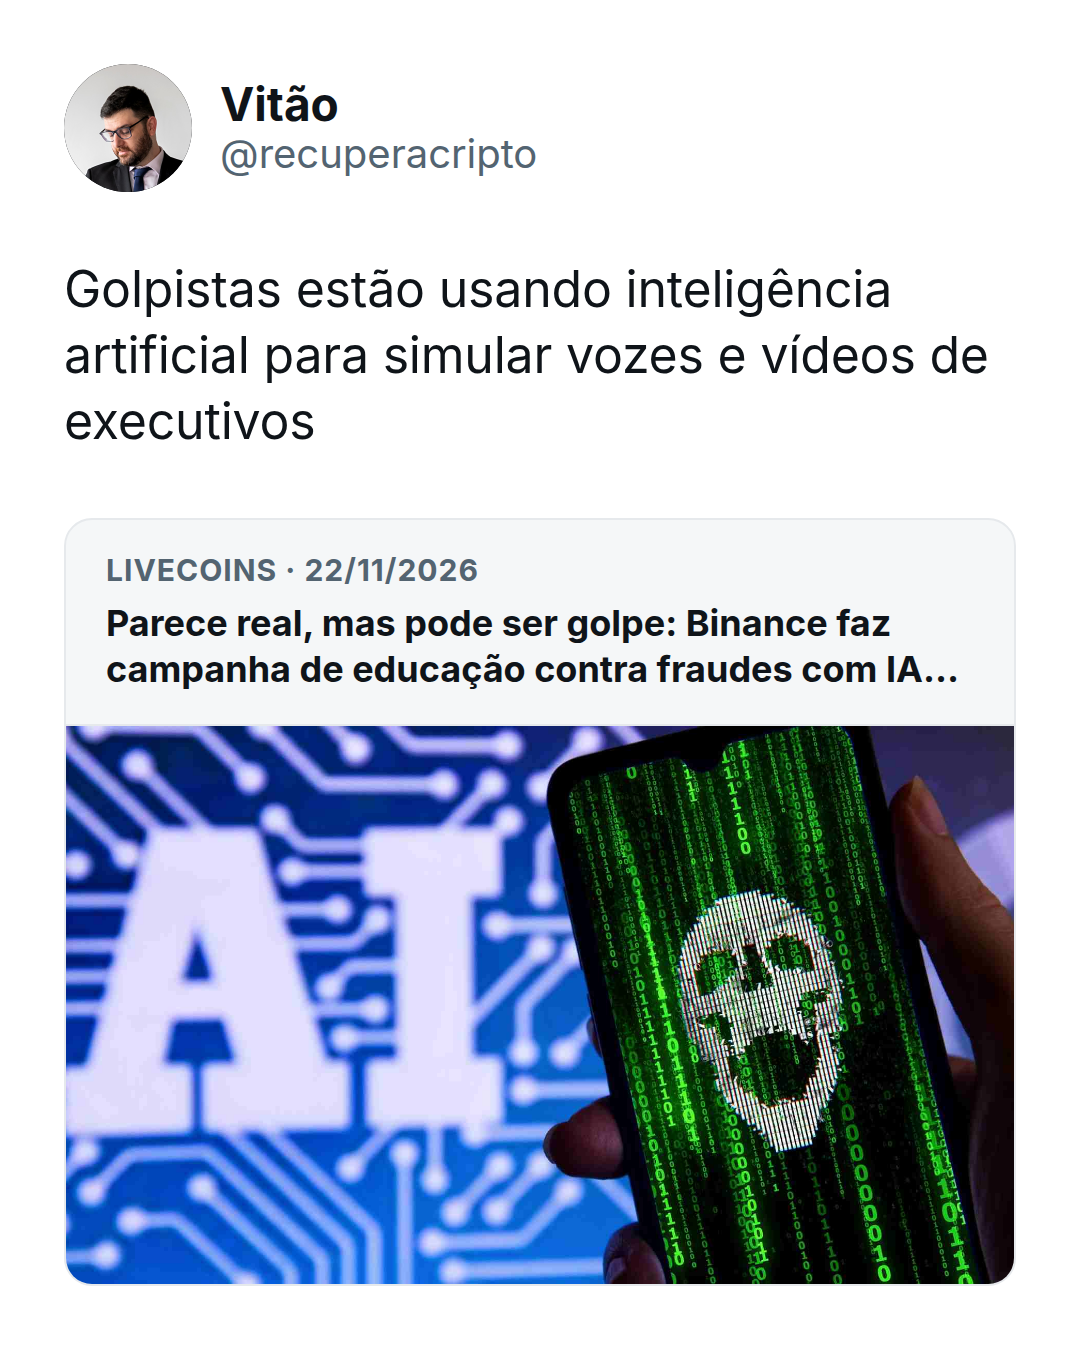 Vitão
@recuperacripto
Golpistas estão usando inteligência
artificial para simular vozes e vídeos de
executivos
LIVECOINS · 22/11/2026
Parece real, mas pode ser golpe: Binance faz
campanha de educação contra fraudes com IA...
AI